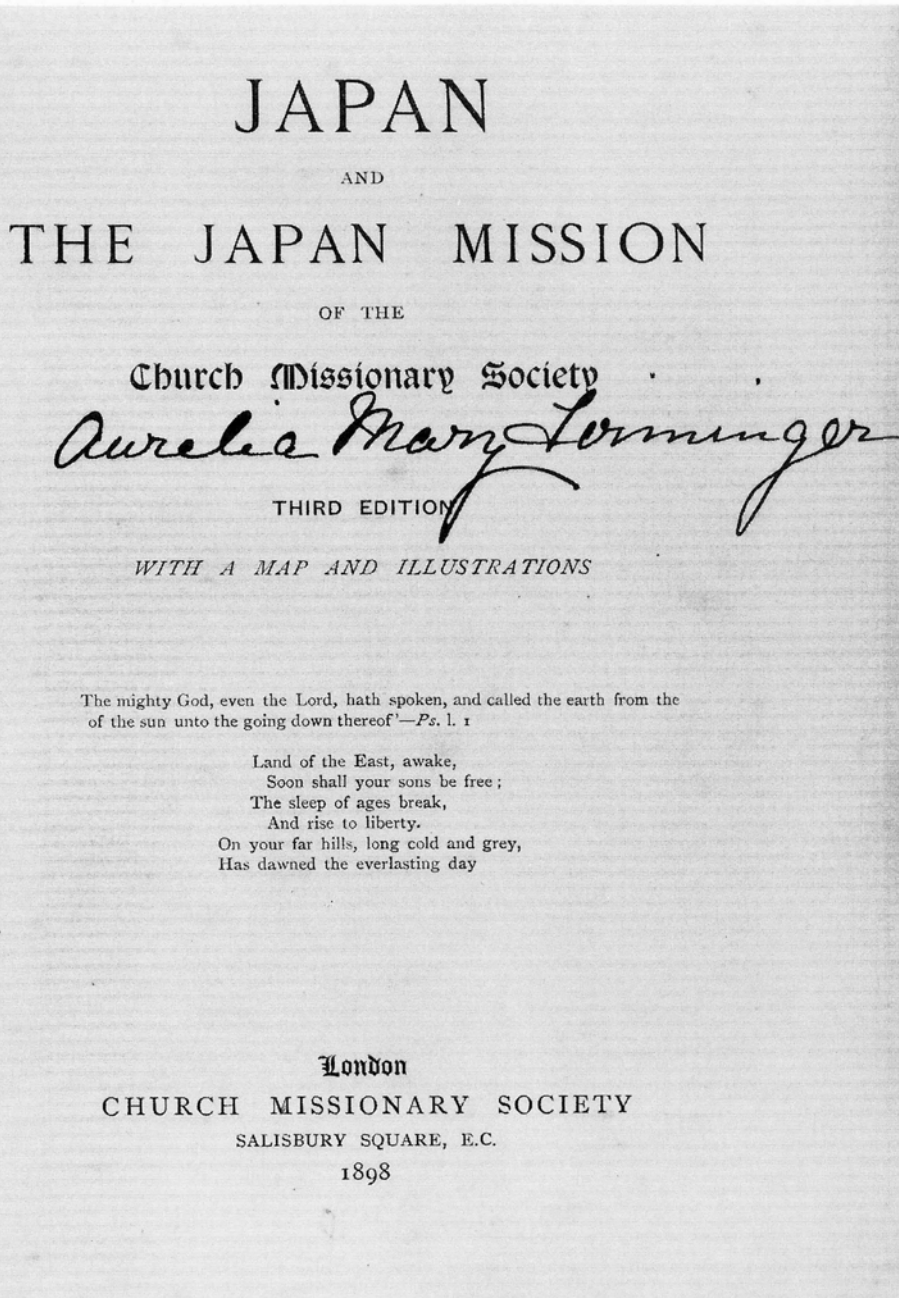 JAPAN
AND
THE JAPAN MISSION
OF THE
Church Missionary Society
Aurelia Mary
THIRD EDITION
WITH A MAP AND ILLUSTRATIONS
The mighty God, even the Lord, hath spoken, and called the earth from the
of the sun unto the going down thereof'—Ps. l. 1
Land of the East, awake,
Soon shall your sons be free;
The sleep of ages break,
And rise to liberty.
On your far hills, long cold and grey,
Has dawned the everlasting day
London
CHURCH MISSIONARY SOCIETY
SALISBURY SQUARE, E.C.
1898